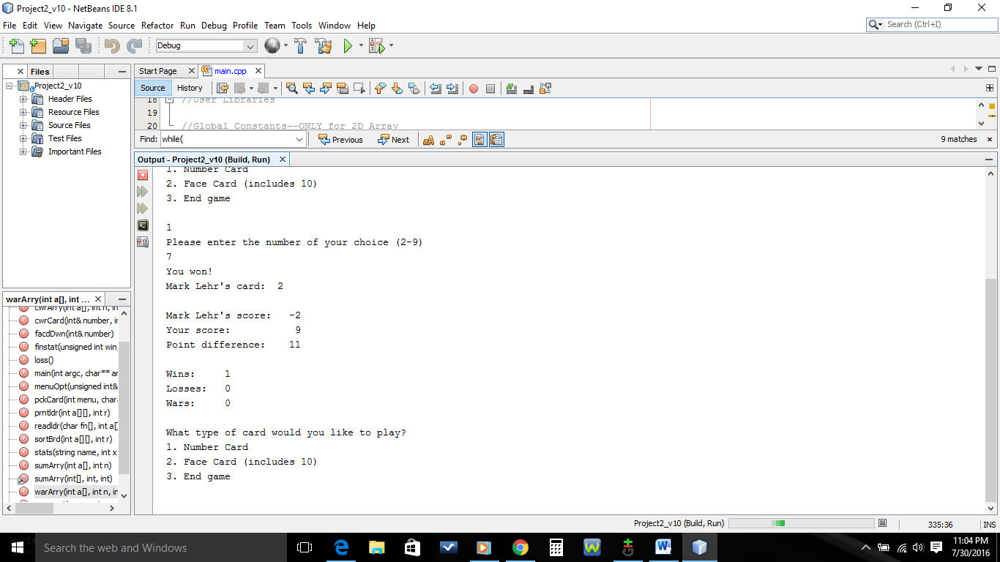 Project2_v10 - NetBeans IDE 8.1
File Edit View Navigate Source Refactor Run Debug Profile Team Tools Window Help
Search (Ctrl+I)
Debug
Files
Project2_v10
Header Files
Resource Files
Source Files
Test Files
Important Files
Start Page
main.cpp
Source History
18 //User Libraries
19
20 //Global Constants--ONLY for 2D Array
Find: while( Previous Next 9 matches
Output - Project2_v10 (Build, Run)
1. Number Card
2. Face Card (includes 10)
3. End game
1
Please enter the number of your choice (2-9)
7
You won!
Mark Lehr's card: 2
Mark Lehr's score: -2
Your score: 9
Point difference: 11
Wins: 1
Losses: 0
Wars: 0
What type of card would you like to play?
1. Number Card
2. Face Card (includes 10)
3. End game
warArry(int a[], int ...
cwrArry(int a[], int n, in
cwrCard(int& number, in
facdDwn(int& number)
finstat(unsigned int win,
loss()
main(int argc, char** ar
menuOpt(unsigned int&
pckCard(int menu, char
prntldr(int a[][], int r)
readldr(char fn[], int a[]
sortBrd(int a[][], int r)
stats(string name, int x,
sumArry(int a[], int n)
sumArry(int[], int, int)
warArry(int a[], int n, in
Project2_v10 (Build, Run)
335:36
INS
Search the web and Windows
11:04 PM
7/30/2016